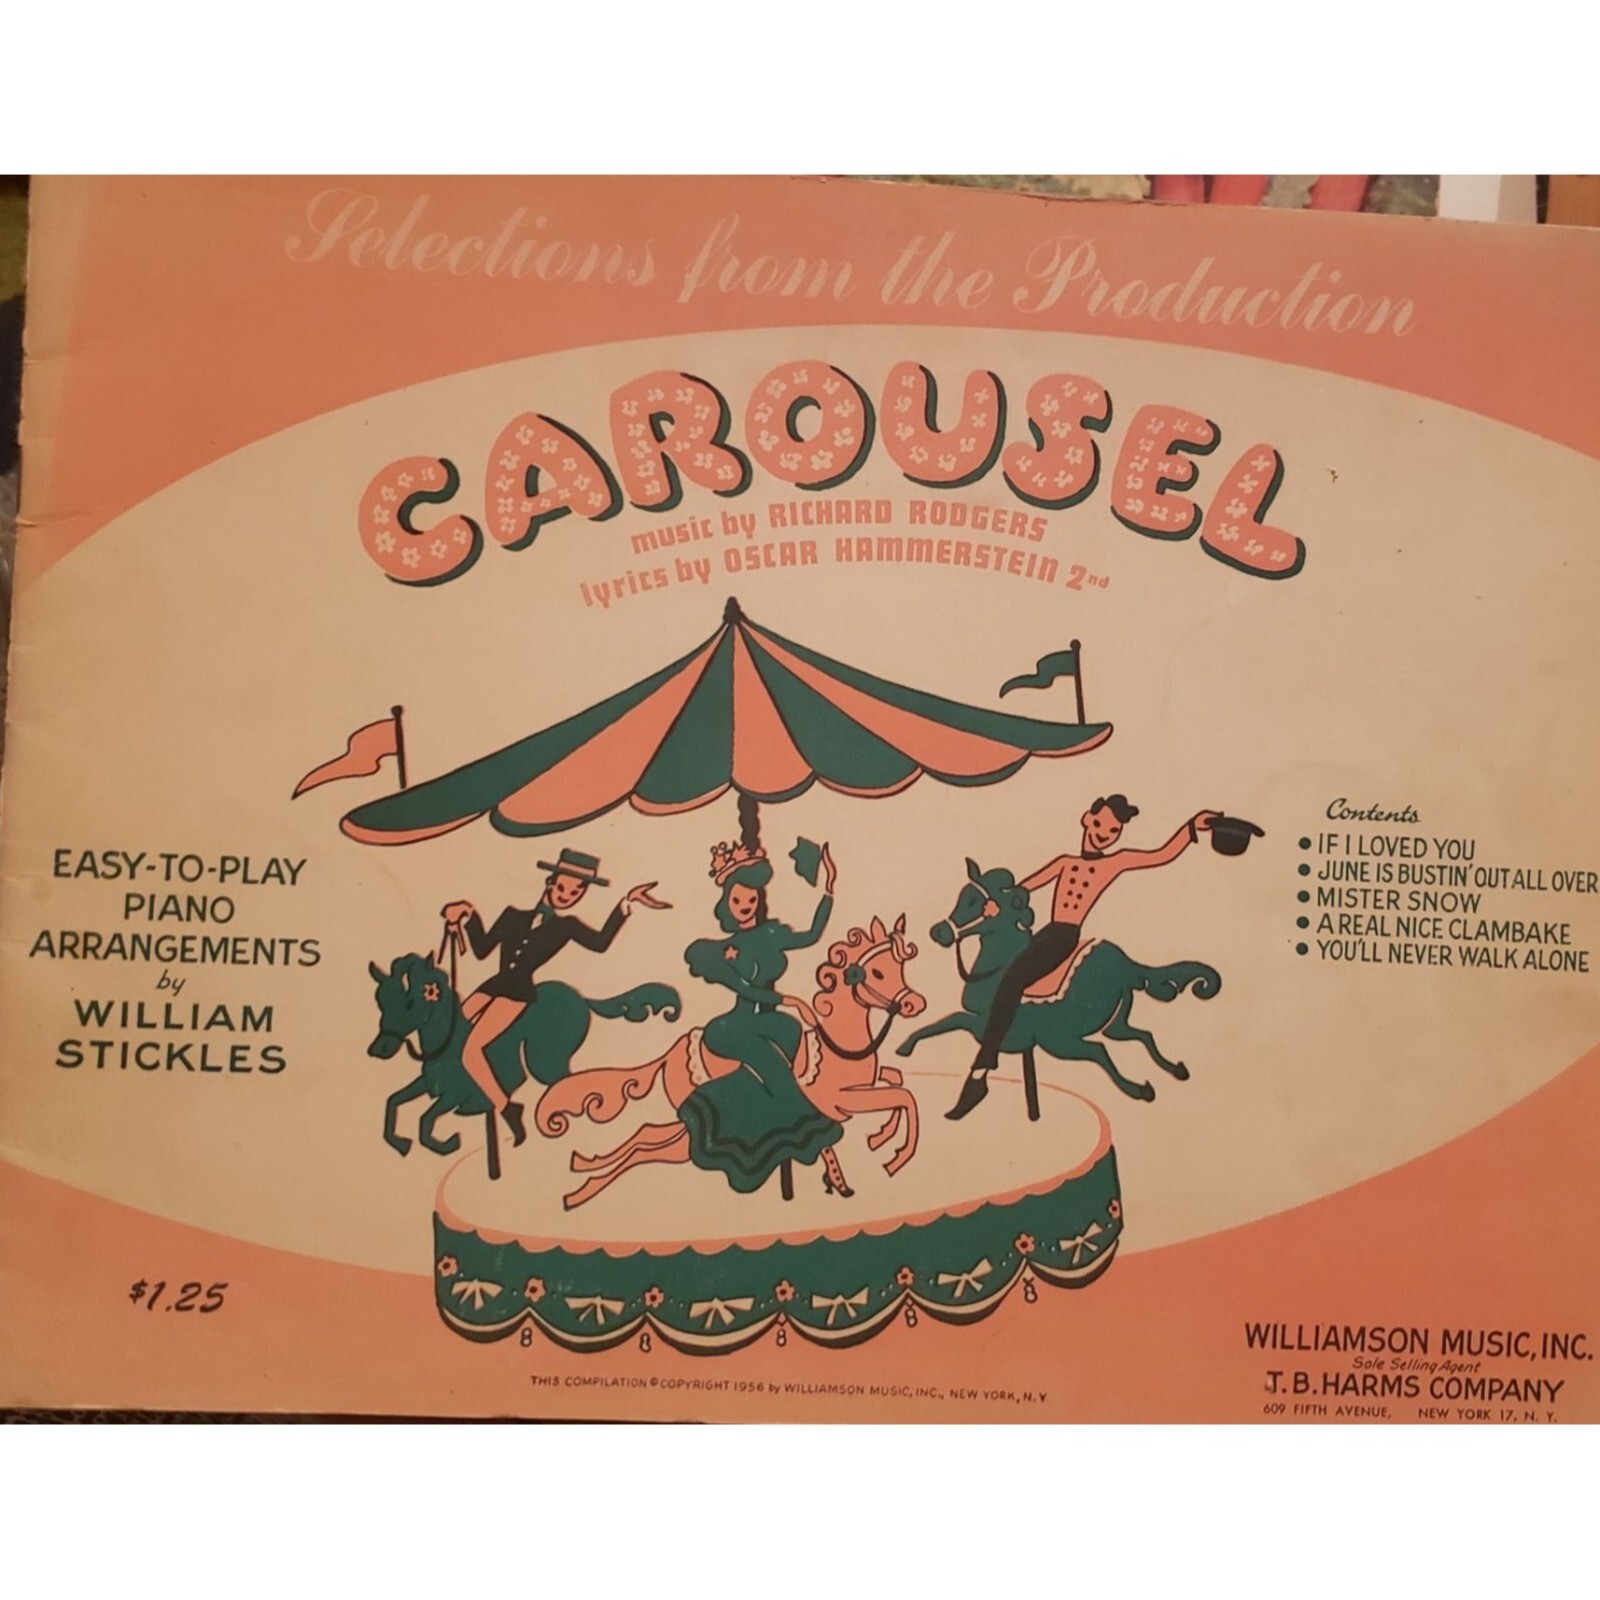 Selections from the Production
CAROUSEL
music by RICHARD RODGERS
lyrics by OSCAR HAMMERSTEIN 2nd
EASY-TO-PLAY
PIANO
ARRANGEMENTS
by
WILLIAM
STICKLES
Contents
• IF I LOVED YOU
• JUNE IS BUSTIN' OUT ALL OVER
• MISTER SNOW
• A REAL NICE CLAMBAKE
• YOU'LL NEVER WALK ALONE
$1.25
THIS COMPILATION © COPYRIGHT 1956 by WILLIAMSON MUSIC, INC., NEW YORK, N.Y
WILLIAMSON MUSIC, INC.
Sole Selling Agent
T. B. HARMS COMPANY
609 FIFTH AVENUE, NEW YORK 17, N. Y.